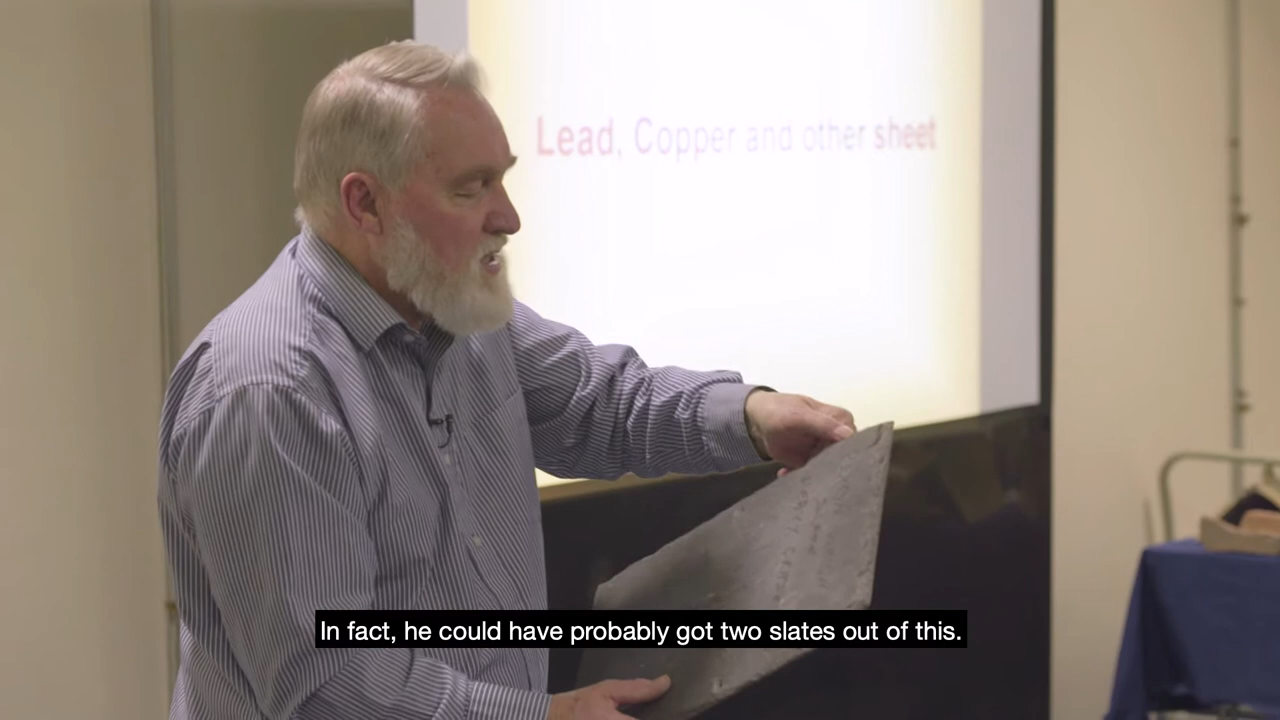 Lead, Copper and other sheet
In fact, he could have probably got two slates out of this.